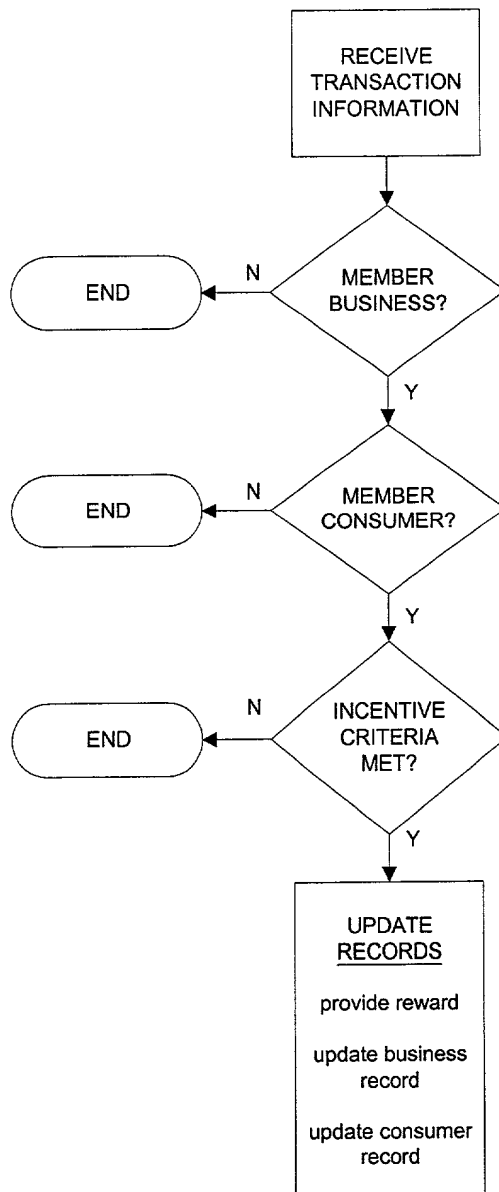 RECEIVE
TRANSACTION
INFORMATION
N
MEMBER
BUSINESS?
END
Y
N
MEMBER
CONSUMER?
END
Y
N
INCENTIVE
CRITERIA
MET?
END
Y
UPDATE
RECORDS
provide reward
update business
record
update consumer
record